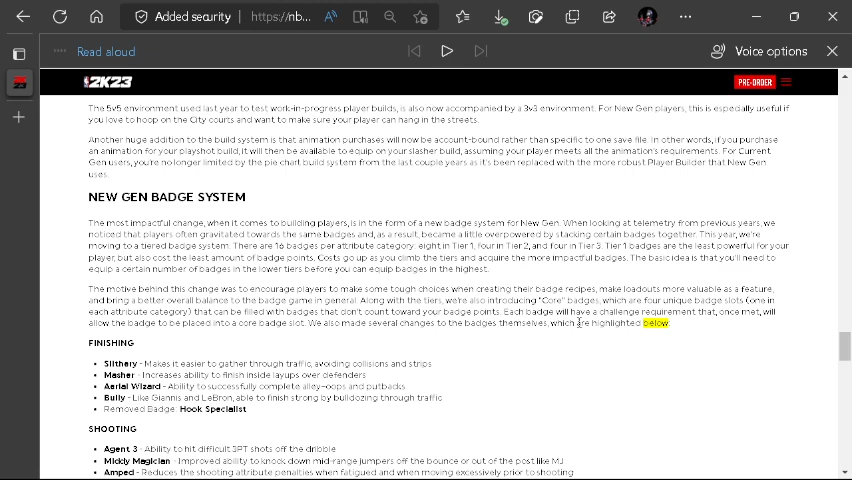 Added security
https://nb...
Read aloud
Voice options
2K23
PRE-ORDER
The 5v5 environment used last year to test work-in-progress player builds, is also now accompanied by a 3v3 environment. For New Gen players, this is especially useful if
you love to hoop on the City courts and want to make sure your player can hang in the streets.
Another huge addition to the build system is that animation purchases will now be account-bound rather than specific to one save file. In other words, if you purchase
an animation for your playshot build, it will then be available to equip on your slasher build, assuming your player meets all the animation's requirements. For Current
Gen users, you're no longer limited by the pie chart build system from the last couple years as it's been replaced with the more robust Player Builder that New Gen
uses.
NEW GEN BADGE SYSTEM
The most impactful change, when it comes to building players, is in the form of a new badge system for New Gen. When looking at telemetry from previous years, we
noticed that players often gravitated towards the same badges and, as a result, became a little overpowered by stacking certain badges together. This year, we're
moving to a tiered badge system. There are 16 badges per attribute category: eight in Tier 1, four in Tier 2, and four in Tier 3. Tier 1 badges are the least powerful for your
player, but also cost the least amount of badge points. Costs go up as you climb the tiers and acquire the more impactful badges. The basic idea is that you'll need to
equip a certain number of badges in the lower tiers before you can equip badges in the highest.
The motive behind this change was to encourage players to make some tough choices when creating their badge recipes, make loadouts more valuable as a feature,
and bring a better overall balance to the badge game in general. Along with the tiers, we're also introducing "Core" badges, which are four unique badge slots (one in
each attribute category) that can be filled with badges that don't count toward your badge points. Each badge will have a challenge requirement that, once met, will
allow the badge to be placed into a core badge slot. We also made several changes to the badges themselves, which are highlighted below:
FINISHING
• Slithery - Makes it easier to gather through traffic, avoiding collisions and strips
• Masher - Increases ability to finish inside layups over defenders
• Aerial Wizard - Ability to successfully complete alley-oops and putbacks
• Bully - Like Giannis and LeBron, able to finish strong by bulldozing through traffic
• Removed Badge: Hook Specialist
SHOOTING
• Agent 3 - Ability to hit difficult 3PT shots off the dribble
• Middy Magician - Improved ability to knock down mid-range jumpers off the bounce or out of the post like MJ
• Amped - Reduces the shooting attribute penalties when fatigued and when moving excessively prior to shooting